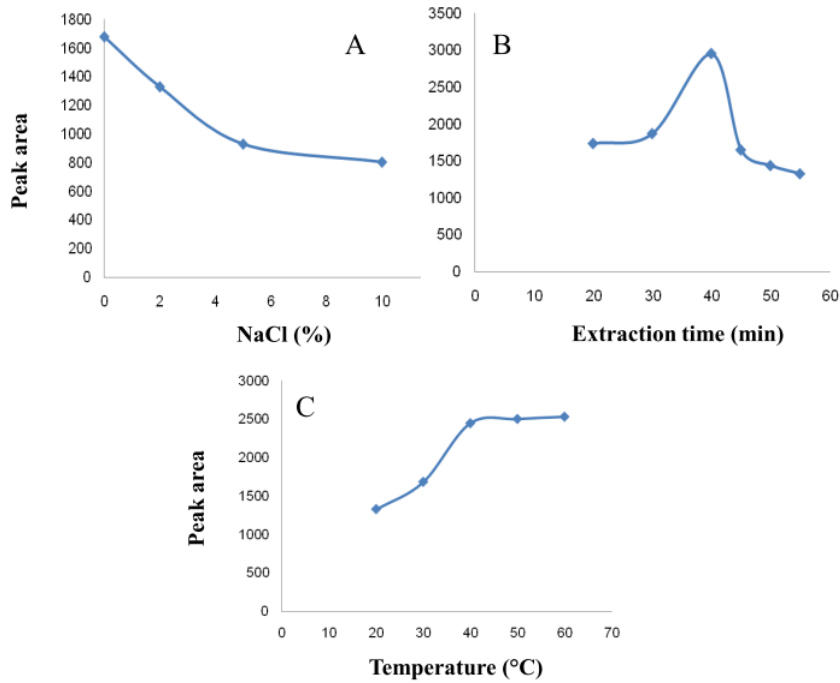 A
Peak area
1800
1600
1400
1200
1000
800
600
400
200
0
0 2 4 6 8 10
NaCl (%)
B
3500
3000
2500
2000
1500
1000
500
0
0 10 20 30 40 50 60
Extraction time (min)
C
Peak area
3000
2500
2000
1500
1000
500
0
0 10 20 30 40 50 60 70
Temperature (°C)